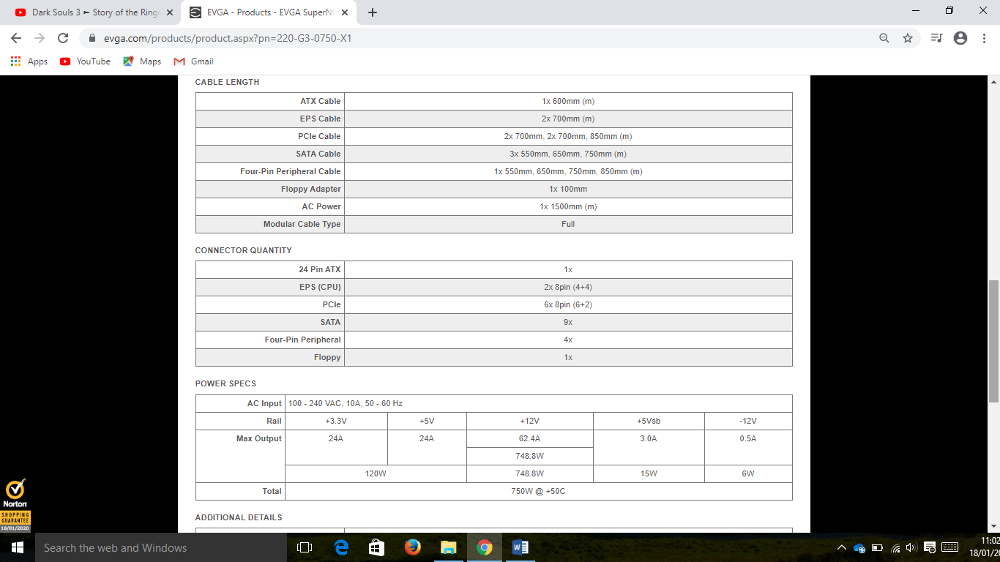 Dark Souls 3 ► Story of the Ringe
EVGA - Products - EVGA SuperNO
evga.com/products/product.aspx?pn=220-G3-0750-X1
Apps YouTube Maps Gmail
CABLE LENGTH
ATX Cable 1x 600mm (m)
EPS Cable 2x 700mm (m)
PCIe Cable 2x 700mm, 2x 700mm, 850mm (m)
SATA Cable 3x 550mm, 650mm, 750mm (m)
Four-Pin Peripheral Cable 1x 550mm, 650mm, 750mm, 850mm (m)
Floppy Adapter 1x 100mm
AC Power 1x 1500mm (m)
Modular Cable Type Full
CONNECTOR QUANTITY
24 Pin ATX 1x
EPS (CPU) 2x 8pin (4+4)
PCIe 6x 8pin (6+2)
SATA 9x
Four-Pin Peripheral 4x
Floppy 1x
POWER SPECS
AC Input 100 - 240 VAC, 10A, 50 - 60 Hz
Rail +3.3V +5V +12V +5Vsb -12V
Max Output 24A 24A 62.4A 3.0A 0.5A
748.8W
120W 748.8W 15W 6W
Total 750W @ +50C
ADDITIONAL DETAILS
Norton
SHOPPING
GUARANTEE
18/01/2020
Search the web and Windows
11:02
18/01/2